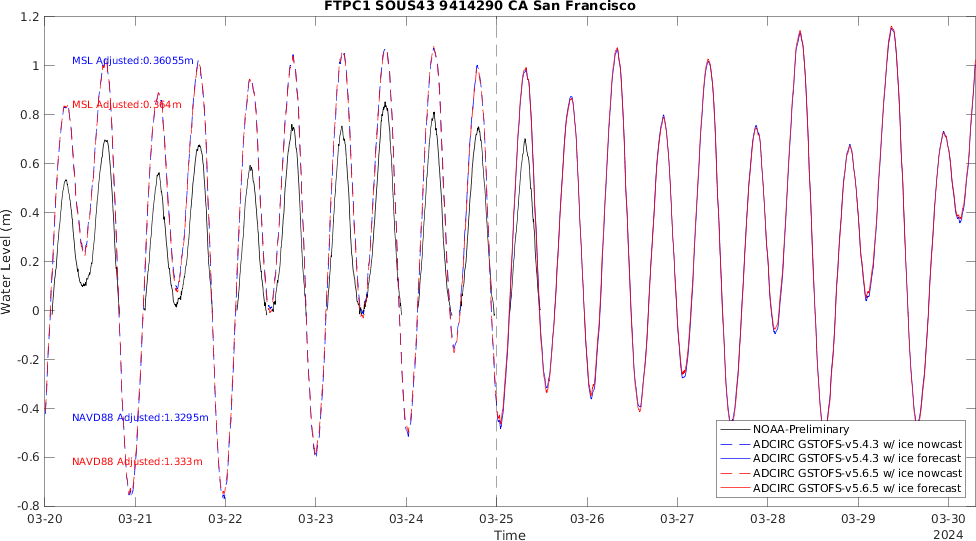 FTPC1 SOUS43 9414290 CA San Francisco
1.2
1
0.8
0.6
0.4
0.2
0
-0.2
-0.4
-0.6
-0.8
Water Level (m)
MSL Adjusted:0.36055m
MSL Adjusted:0.364m
NAVD88 Adjusted:1.3295m
NAVD88 Adjusted:1.333m
NOAA-Preliminary
ADCIRC GSTOFS-v5.4.3 w/ ice nowcast
ADCIRC GSTOFS-v5.4.3 w/ ice forecast
ADCIRC GSTOFS-v5.6.5 w/ ice nowcast
ADCIRC GSTOFS-v5.6.5 w/ ice forecast
03-20 03-21 03-22 03-23 03-24 03-25 03-26 03-27 03-28 03-29 03-30
2024
Time